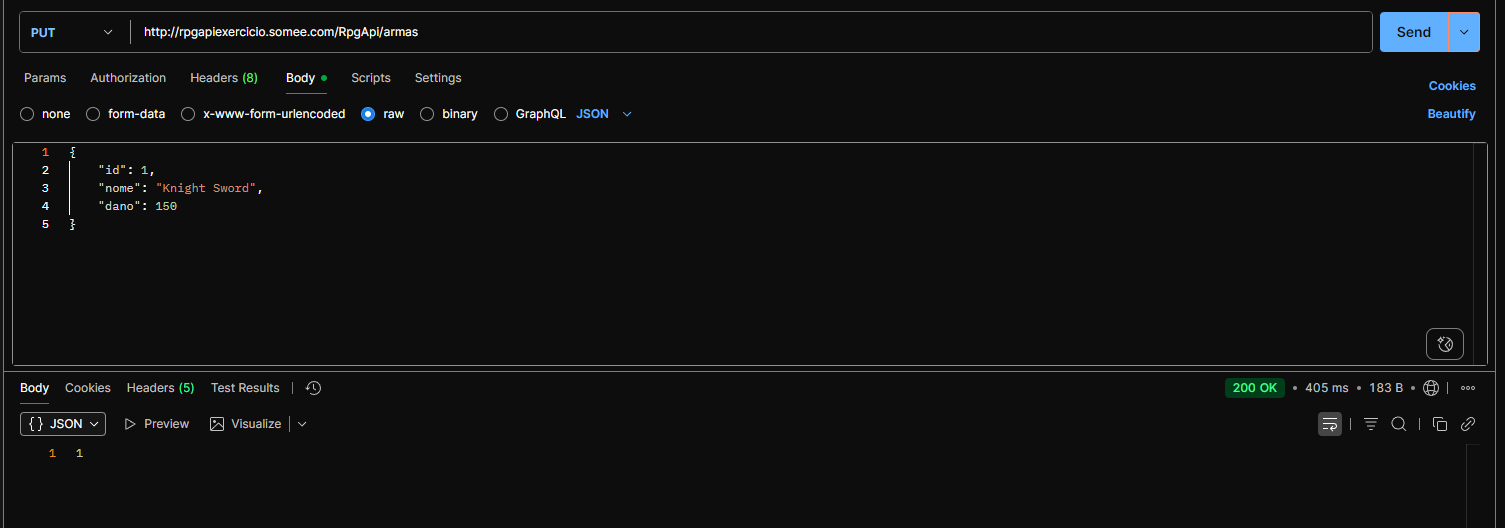 PUT http://rpgapiexercicio.somee.com/RpgApi/armas Send
Params Authorization Headers (8) Body Scripts Settings Cookies
none form-data x-www-form-urlencoded raw binary GraphQL JSON Beautify
1 {
2 "id": 1,
3 "nome": "Knight Sword",
4 "dano": 150
5 }
Body Cookies Headers (5) Test Results 200 OK • 405 ms • 183 B •
{} JSON Preview Visualize
1 1